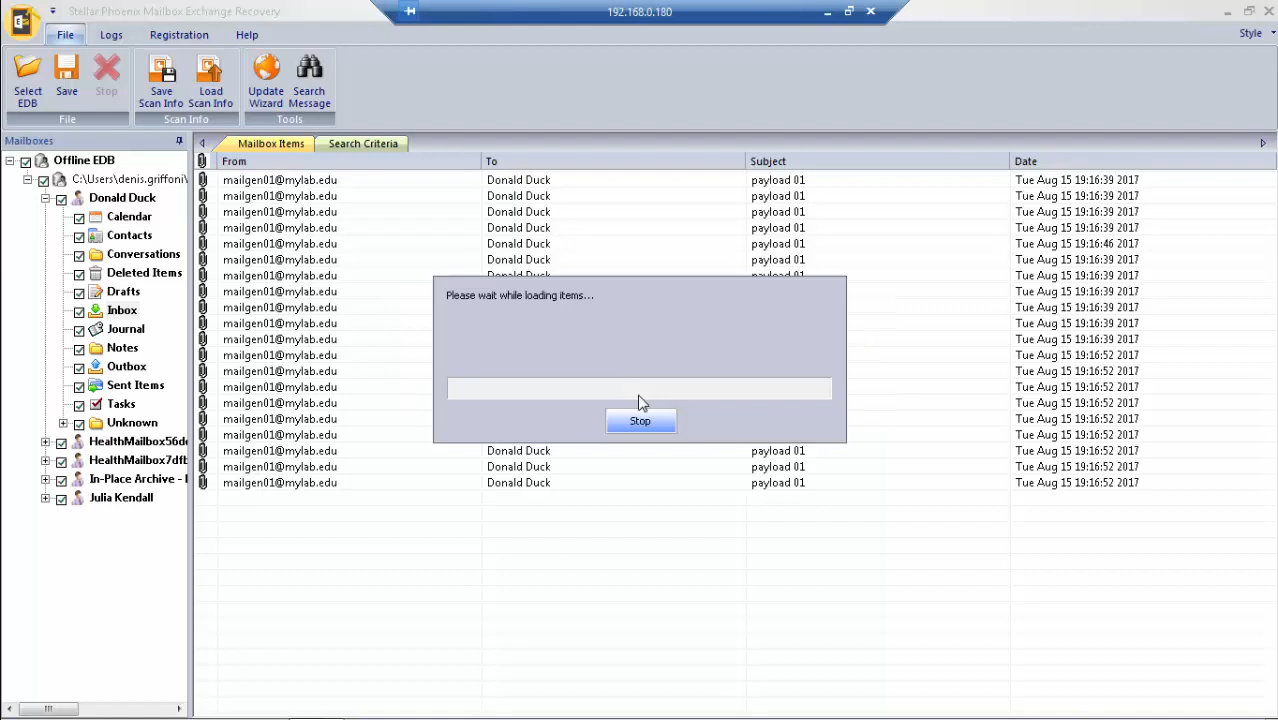 Stellar Phoenix Mailbox Exchange Recovery
192.168.0.180
File Logs Registration Help
Style
Select EDB
Save
Stop
Save Scan Info
Load Scan Info
Update Wizard
Search Message
File Scan Info Tools
Mailboxes
Mailbox Items Search Criteria
Offline EDB
C:\Users\denis.griffoni\
Donald Duck
Calendar
Contacts
Conversations
Deleted Items
Drafts
Inbox
Journal
Notes
Outbox
Sent Items
Tasks
Unknown
HealthMailbox56d
HealthMailbox7dfb
In-Place Archive -
Julia Kendall
From To Subject Date
mailgen01@mylab.edu Donald Duck payload 01 Tue Aug 15 19:16:39 2017
mailgen01@mylab.edu Donald Duck payload 01 Tue Aug 15 19:16:39 2017
mailgen01@mylab.edu Donald Duck payload 01 Tue Aug 15 19:16:39 2017
mailgen01@mylab.edu Donald Duck payload 01 Tue Aug 15 19:16:39 2017
mailgen01@mylab.edu Donald Duck payload 01 Tue Aug 15 19:16:46 2017
mailgen01@mylab.edu Donald Duck payload 01 Tue Aug 15 19:16:39 2017
mailgen01@mylab.edu Donald Duck payload 01 Tue Aug 15 19:16:39 2017
mailgen01@mylab.edu Tue Aug 15 19:16:39 2017
mailgen01@mylab.edu Tue Aug 15 19:16:39 2017
mailgen01@mylab.edu Tue Aug 15 19:16:39 2017
mailgen01@mylab.edu Tue Aug 15 19:16:39 2017
mailgen01@mylab.edu Tue Aug 15 19:16:52 2017
mailgen01@mylab.edu Tue Aug 15 19:16:52 2017
mailgen01@mylab.edu Tue Aug 15 19:16:52 2017
mailgen01@mylab.edu Tue Aug 15 19:16:52 2017
mailgen01@mylab.edu Tue Aug 15 19:16:52 2017
mailgen01@mylab.edu Tue Aug 15 19:16:52 2017
mailgen01@mylab.edu Donald Duck payload 01 Tue Aug 15 19:16:52 2017
mailgen01@mylab.edu Donald Duck payload 01 Tue Aug 15 19:16:52 2017
mailgen01@mylab.edu Donald Duck payload 01 Tue Aug 15 19:16:52 2017
Please wait while loading items...
Stop